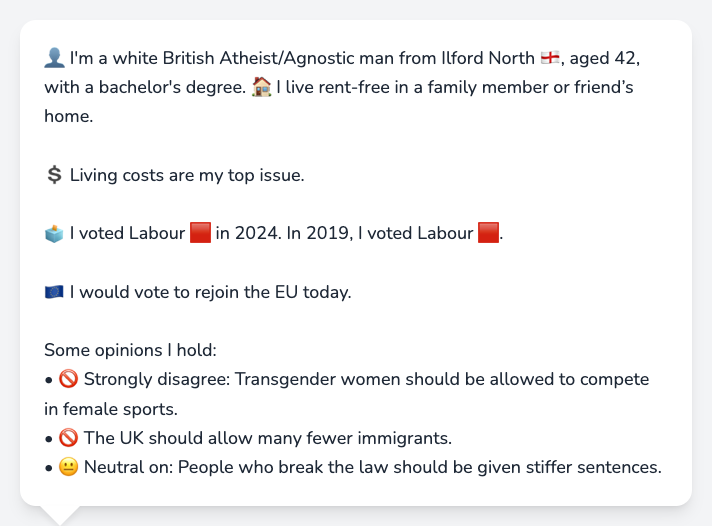 👤 I'm a white British Atheist/Agnostic man from Ilford North 🏴󠁧󠁢󠁥󠁮󠁧󠁿, aged 42,
with a bachelor's degree. 🏠 I live rent-free in a family member or friend’s
home.
💲 Living costs are my top issue.
🗳️ I voted Labour 🟥 in 2024. In 2019, I voted Labour 🟥.
🇪🇺 I would vote to rejoin the EU today.
Some opinions I hold:
• 🚫 Strongly disagree: Transgender women should be allowed to compete
in female sports.
• 🚫 The UK should allow many fewer immigrants.
• 😐 Neutral on: People who break the law should be given stiffer sentences.